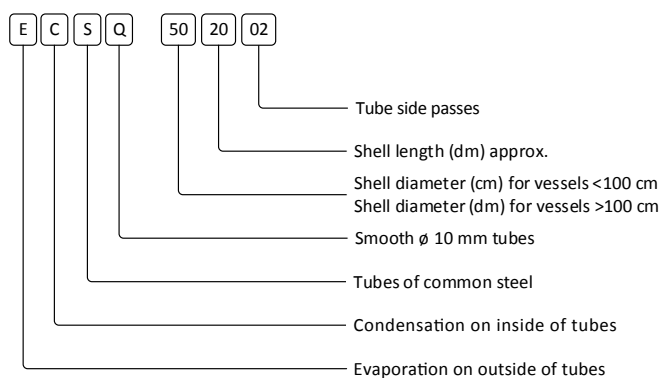 E C S Q 50 20 02
Tube side passes
Shell length (dm) approx.
Shell diameter (cm) for vessels <100 cm
Shell diameter (dm) for vessels >100 cm
Smooth ø 10 mm tubes
Tubes of common steel
Condensation on inside of tubes
Evaporation on outside of tubes